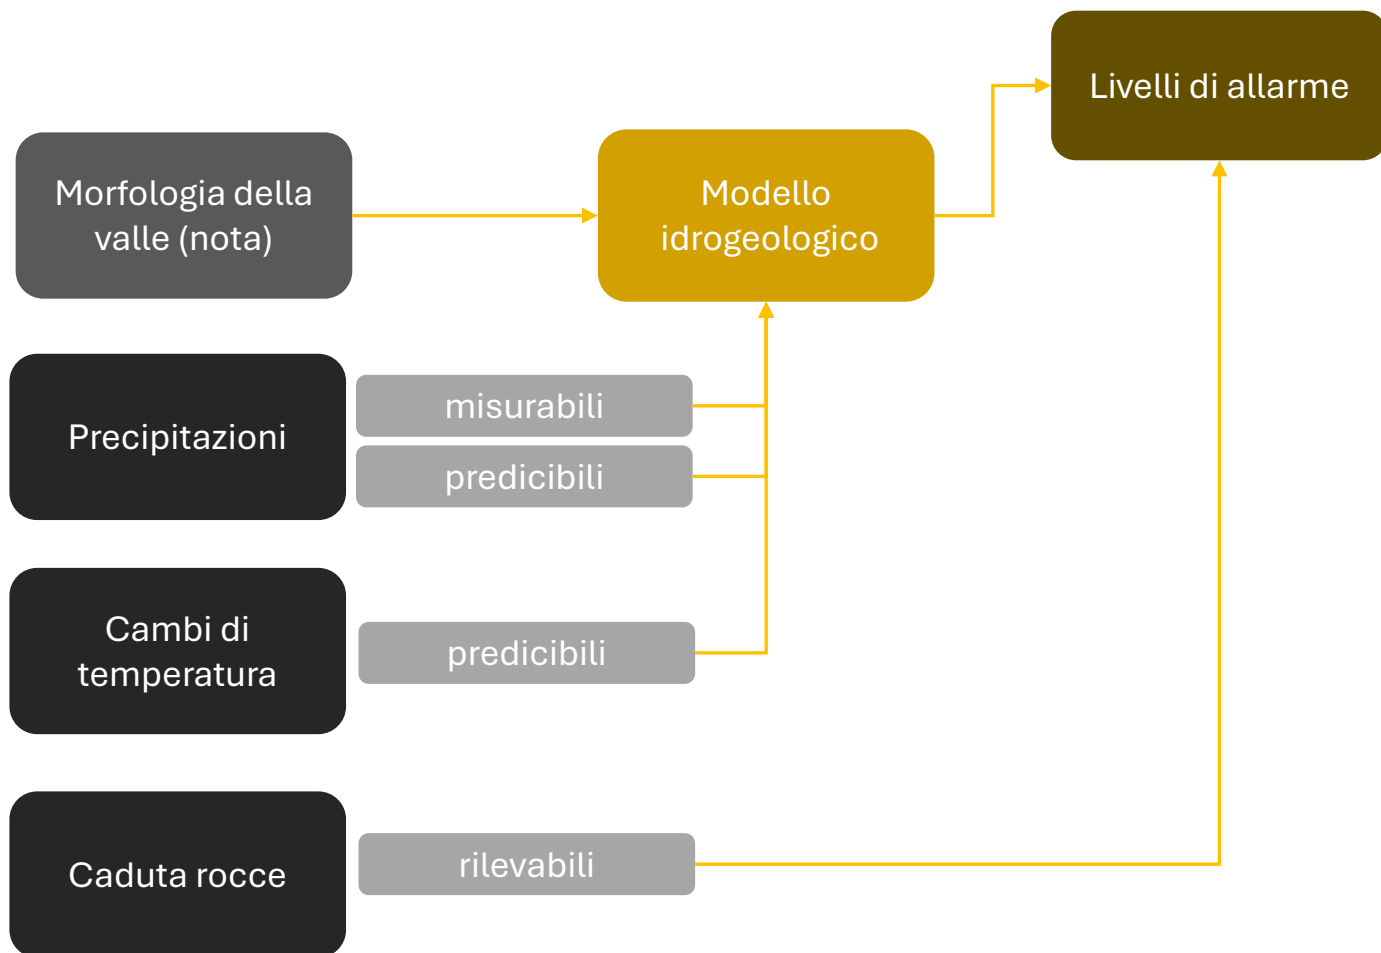 Livelli di allarme
Morfologia della
valle (nota)
Modello
idrogeologico
Precipitazioni
misurabili
predicibili
Cambi di
temperatura
predicibili
Caduta rocce
rilevabili